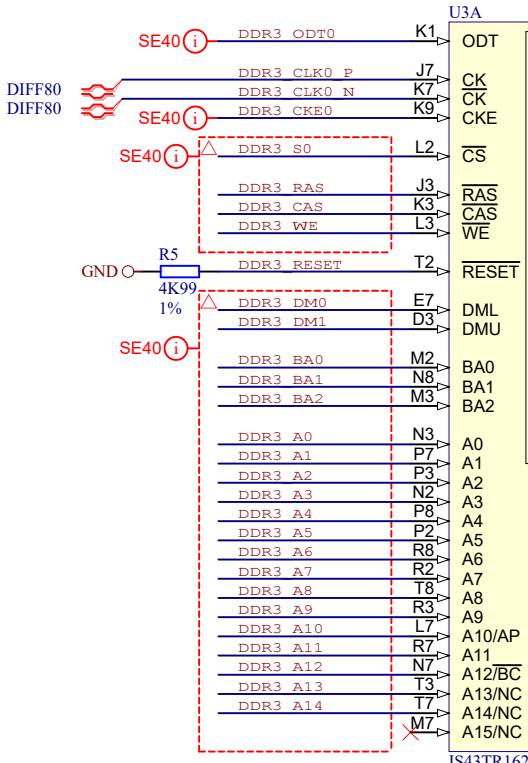 U3A
SE40 i DDR3_ODT0 K1 ODT
DIFF80 DDR3_CLK0_P J7 CK
DIFF80 DDR3_CLK0_N K7 CK
SE40 i DDR3_CKE0 K9 CKE
SE40 i DDR3_S0 L2 CS
DDR3_RAS J3 RAS
DDR3_CAS K3 CAS
DDR3_WE L3 WE
R5
GND DDR3_RESET T2 RESET
4K99
1%
DDR3_DM0 E7 DML
DDR3_DM1 D3 DMU
SE40 i
DDR3_BA0 M2 BA0
DDR3_BA1 N8 BA1
DDR3_BA2 M3 BA2
DDR3_A0 N3 A0
DDR3_A1 P7 A1
DDR3_A2 P3 A2
DDR3_A3 N2 A3
DDR3_A4 P8 A4
DDR3_A5 P2 A5
DDR3_A6 R8 A6
DDR3_A7 R2 A7
DDR3_A8 T8 A8
DDR3_A9 R3 A9
DDR3_A10 L7 A10/AP
DDR3_A11 R7 A11
DDR3_A12 N7 A12/BC
DDR3_A13 T3 A13/NC
DDR3_A14 T7 A14/NC
M7 A15/NC
IS43TR162